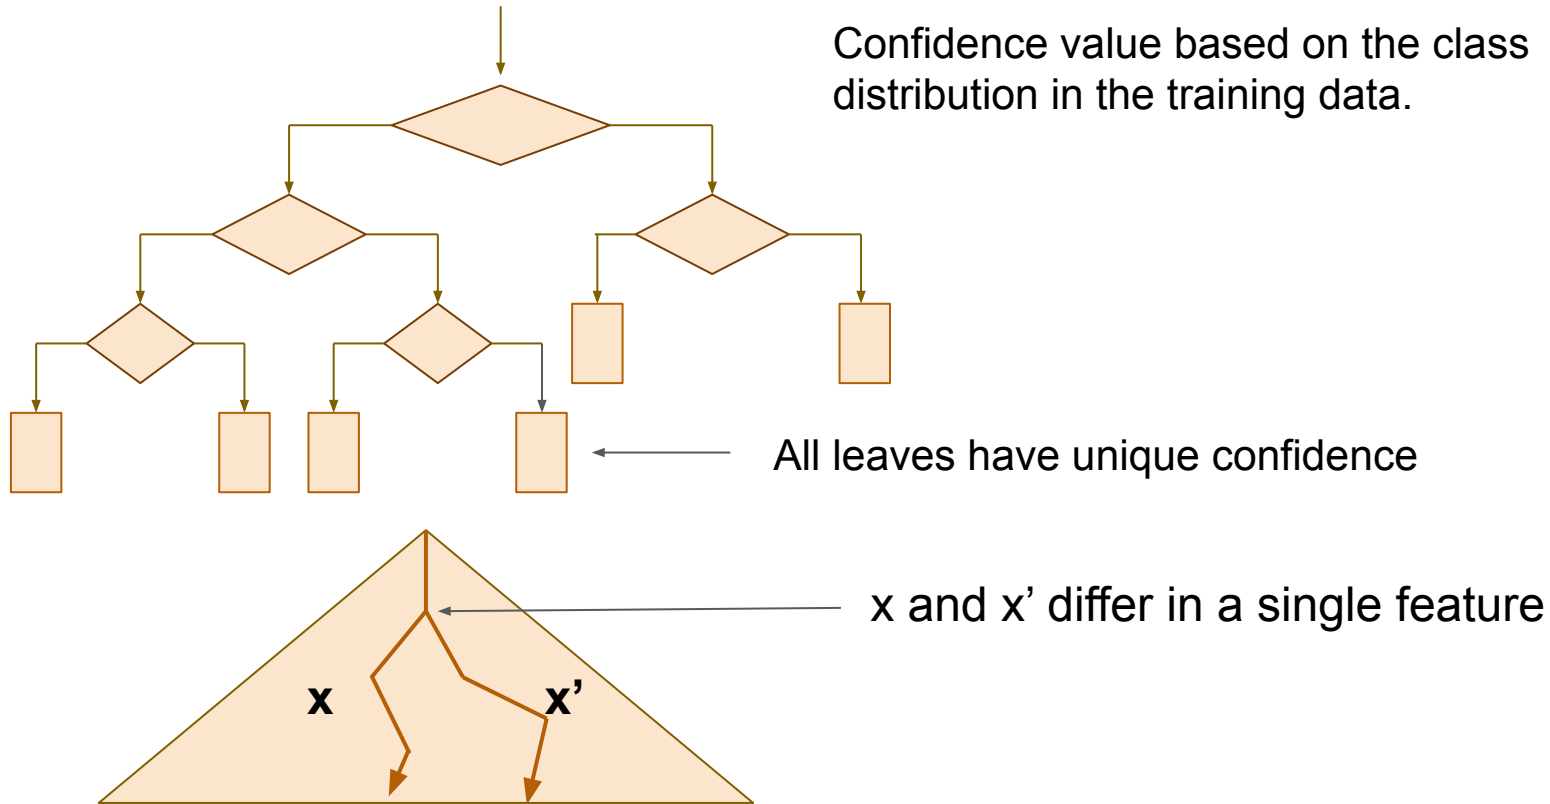 Confidence value based on the class
distribution in the training data.
All leaves have unique confidence
x and x’ differ in a single feature
x
x’